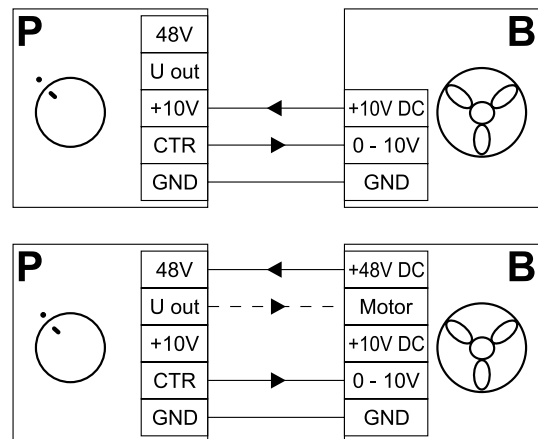 P 48V B
U out
+10V +10V DC
CTR 0 - 10V
GND GND
P 48V +48V DC B
U out Motor
+10V +10V DC
CTR 0 - 10V
GND GND